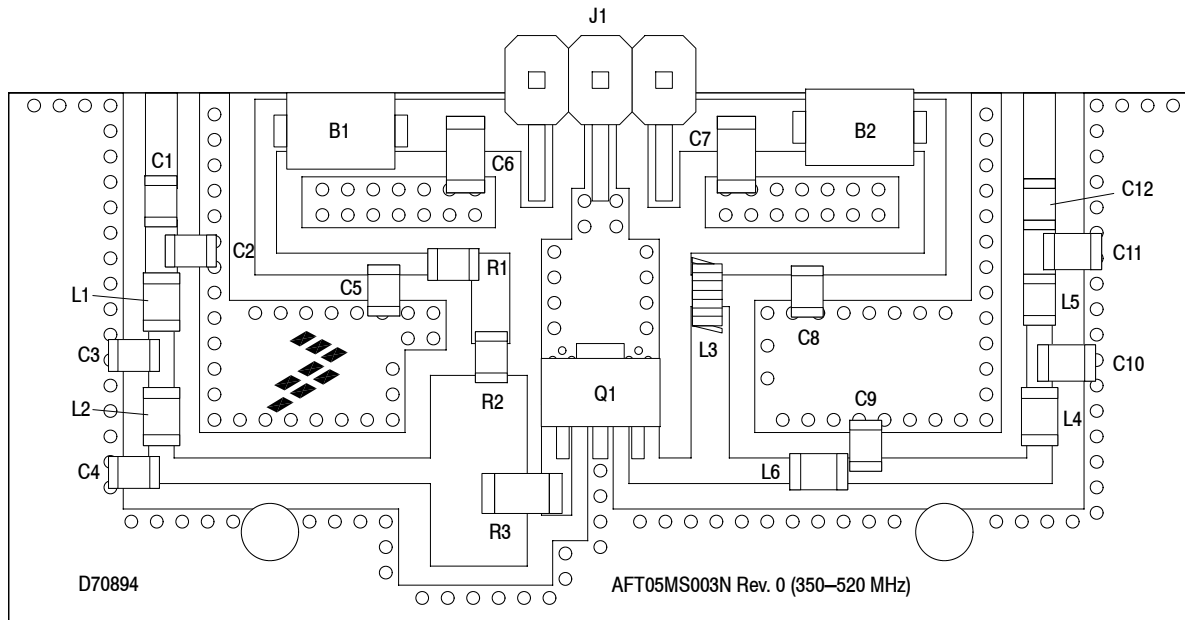 J1
B1
B2
C7
C6
C1
C12
C2
C11
R1
C5
L1
L5
C8
L3
C3
C10
Q1
R2
L2
C9
L4
C4
L6
R3
D70894
AFT05MS003N Rev. 0 (350–520 MHz)